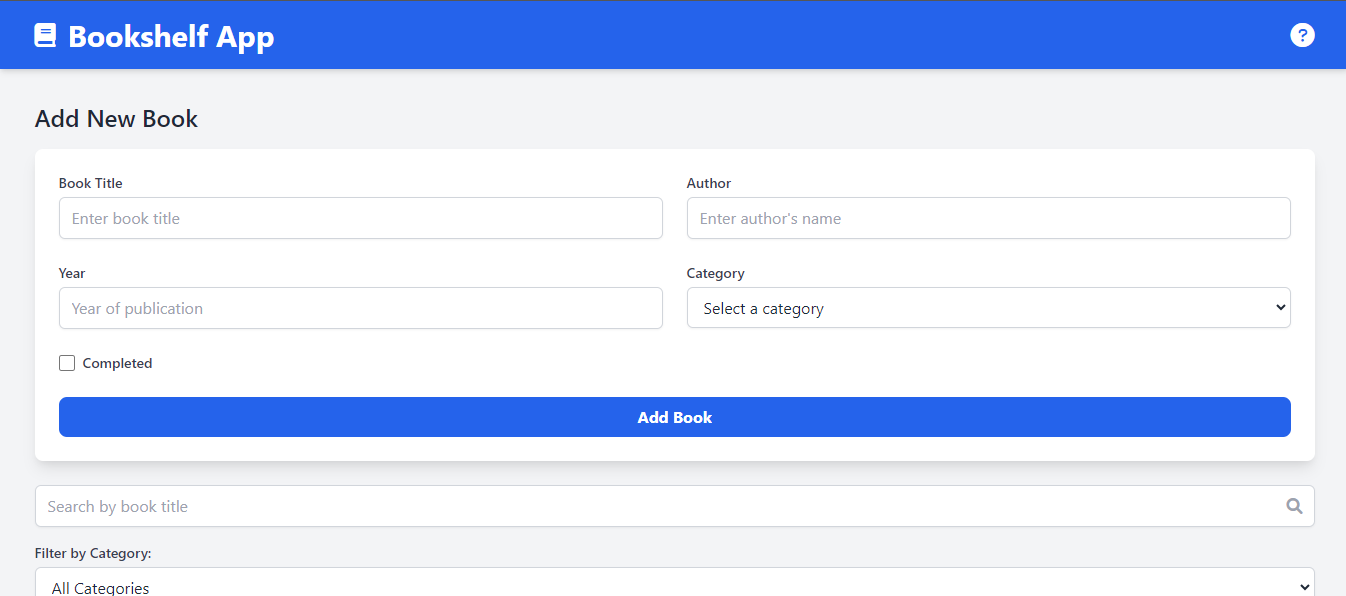 Bookshelf App
?
Add New Book
Book Title
Author
Enter book title
Enter author's name
Year
Category
Year of publication
Select a category
Completed
Add Book
Search by book title
Filter by Category:
All Categories